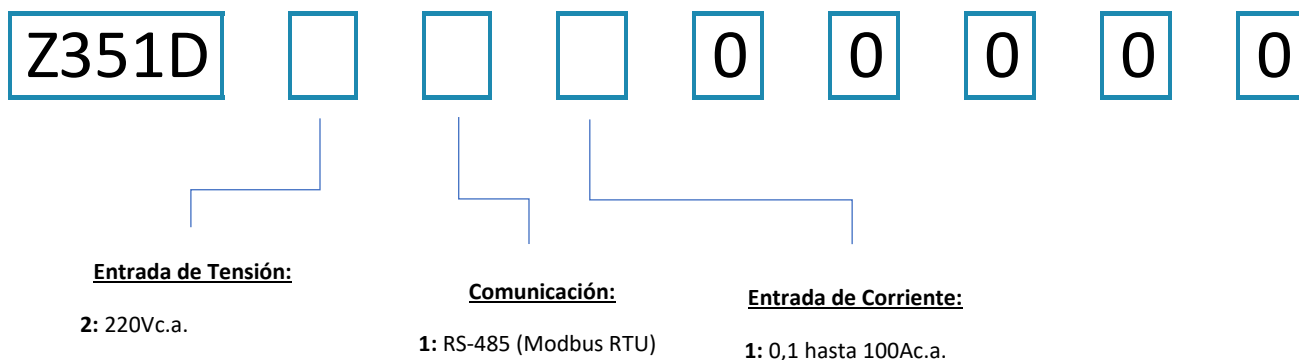 Z351D 0 0 0 0 0
Entrada de Tensión:
2: 220Vc.a.
Comunicación:
1: RS-485 (Modbus RTU)
Entrada de Corriente:
1: 0,1 hasta 100Ac.a.